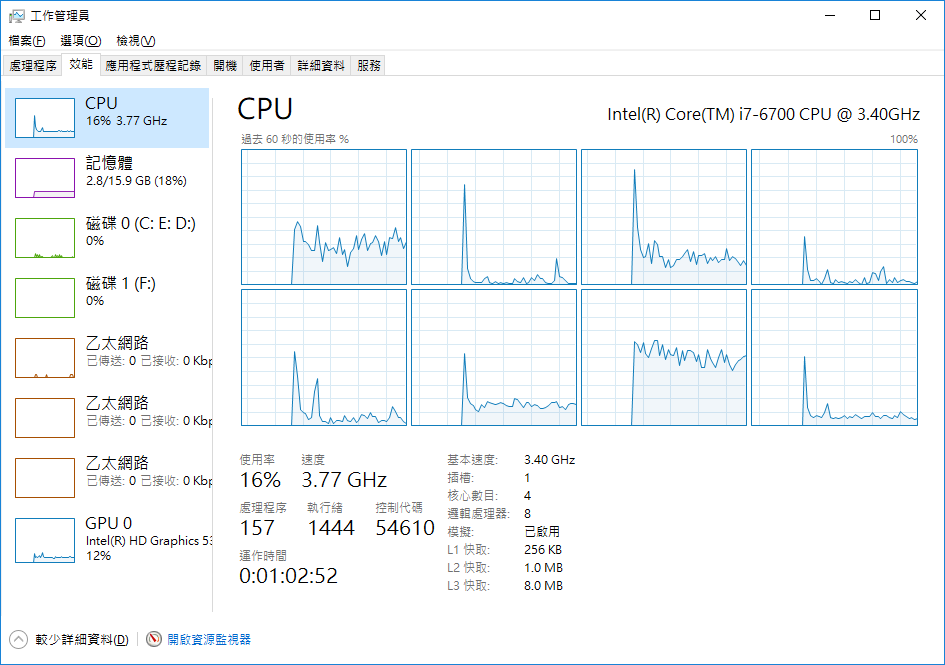 工作管理員
檔案(F) 選項(O) 檢視(V)
處理程序 效能 應用程式歷程記錄 開機 使用者 詳細資料 服務
CPU
16% 3.77 GHz
記憶體
2.8/15.9 GB (18%)
磁碟 0 (C: E: D:)
0%
磁碟 1 (F:)
0%
乙太網路
已傳送: 0 已接收: 0 Kbp
乙太網路
已傳送: 0 已接收: 0 Kbp
乙太網路
已傳送: 0 已接收: 0 Kbp
GPU 0
Intel(R) HD Graphics 53
12%
CPU
Intel(R) Core(TM) i7-6700 CPU @ 3.40GHz
過去 60 秒的使用率 %
100%
使用率 速度
16% 3.77 GHz
處理程序 執行緒 控制代碼
157 1444 54610
運作時間
0:01:02:52
基本速度: 3.40 GHz
插槽: 1
核心數目: 4
邏輯處理器: 8
模擬: 已啟用
L1 快取: 256 KB
L2 快取: 1.0 MB
L3 快取: 8.0 MB
較少詳細資料(D) 開啟資源監視器